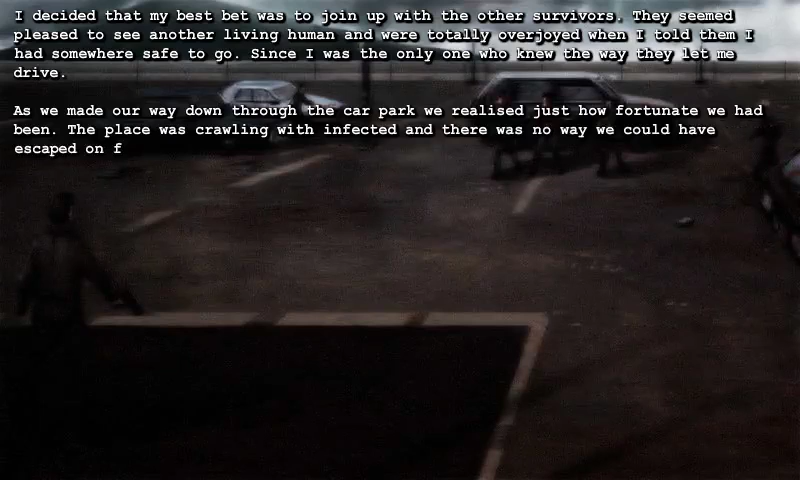 I decided that my best bet was to join up with the other survivors. They seemed
pleased to see another living human and were totally overjoyed when I told them I
had somewhere safe to go. Since I was the only one who knew the way they let me
drive.
As we made our way down through the car park we realised just how fortunate we had
been. The place was crawling with infected and there was no way we could have
escaped on f